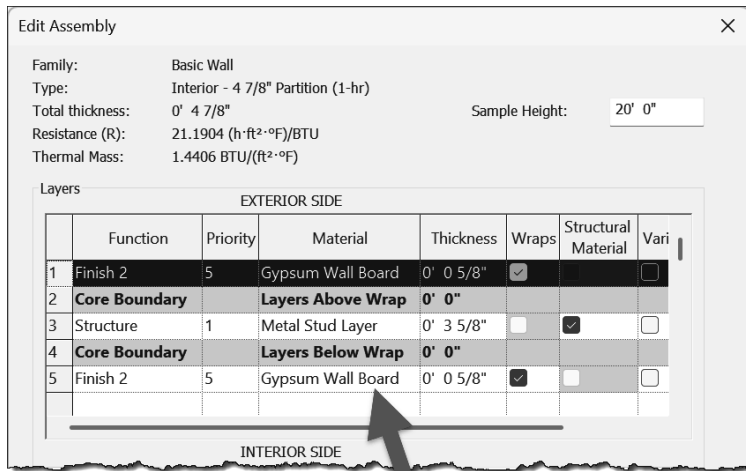 Edit Assembly
Family: Basic Wall
Type: Interior - 4 7/8" Partition (1-hr)
Total thickness: 0' 4 7/8" Sample Height: 20' 0"
Resistance (R): 21.1904 (h·ft²·°F)/BTU
Thermal Mass: 1.4406 BTU/(ft²·°F)
Layers
EXTERIOR SIDE
Function Priority Material Thickness Wraps Structural Material Vari
1 Finish 2 5 Gypsum Wall Board 0' 0 5/8"
2 Core Boundary Layers Above Wrap 0' 0"
3 Structure 1 Metal Stud Layer 0' 3 5/8"
4 Core Boundary Layers Below Wrap 0' 0"
5 Finish 2 5 Gypsum Wall Board 0' 0 5/8"
INTERIOR SIDE